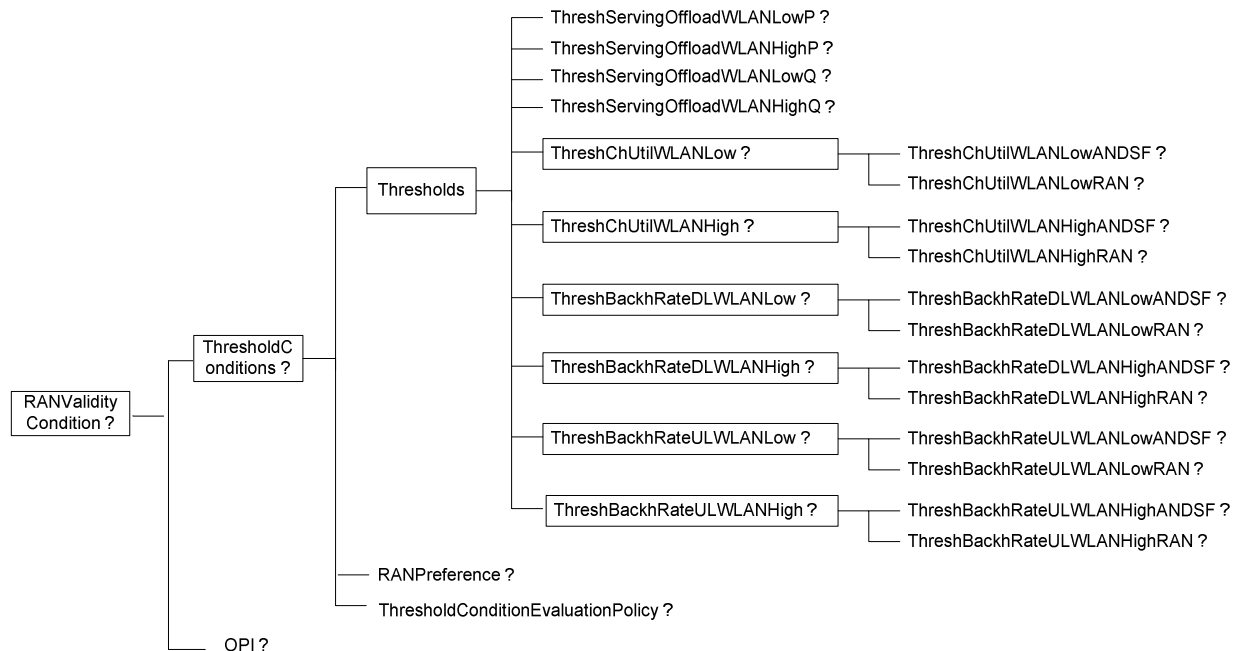 ThreshServingOffloadWLANLowP ?
ThreshServingOffloadWLANHighP ?
ThreshServingOffloadWLANLowQ ?
ThreshServingOffloadWLANHighQ ?
ThreshChUtilWLANLow ?
ThreshChUtilWLANLowANDSF ?
ThreshChUtilWLANLowRAN ?
Thresholds
ThreshChUtilWLANHigh ?
ThreshChUtilWLANHighANDSF ?
ThreshChUtilWLANHighRAN ?
ThreshBackhRateDLWLANLow ?
ThreshBackhRateDLWLANLowANDSF ?
ThreshBackhRateDLWLANLowRAN ?
ThresholdC
onditions ?
ThreshBackhRateDLWLANHigh ?
ThreshBackhRateDLWLANHighANDSF ?
ThreshBackhRateDLWLANHighRAN ?
RANValidity
Condition ?
ThreshBackhRateULWLANLow ?
ThreshBackhRateULWLANLowANDSF ?
ThreshBackhRateULWLANLowRAN ?
ThreshBackhRateULWLANHigh ?
ThreshBackhRateULWLANHighANDSF ?
ThreshBackhRateULWLANHighRAN ?
RANPreference ?
ThresholdConditionEvaluationPolicy ?
OPI ?